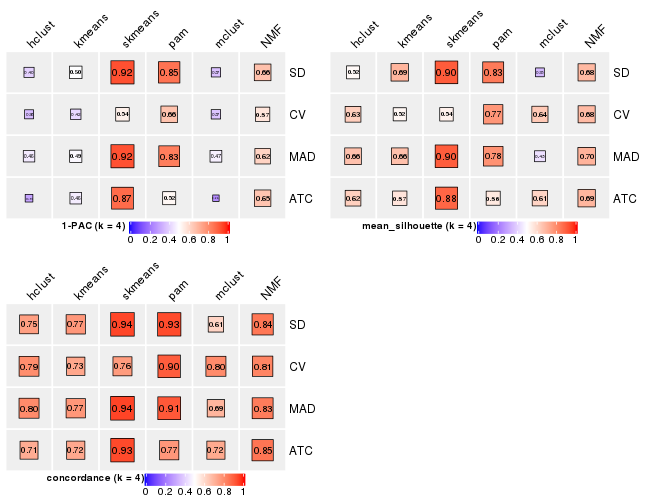 hclust kmeans skmeans pam mclust NMF
0.50 0.92 0.85 0.66 SD
0.54 0.66 0.57 CV
0.49 0.92 0.83 0.47 0.62 MAD
0.87 0.52 0.65 ATC
1-PAC (k = 4)
0 0.2 0.4 0.6 0.8 1
hclust kmeans skmeans pam mclust NMF
0.52 0.69 0.90 0.83 0.68 SD
0.63 0.52 0.54 0.77 0.64 0.68 CV
0.66 0.66 0.90 0.78 0.70 MAD
0.62 0.57 0.88 0.56 0.61 0.69 ATC
mean_silhouette (k = 4)
0 0.2 0.4 0.6 0.8 1
hclust kmeans skmeans pam mclust NMF
0.75 0.77 0.94 0.93 0.61 0.84 SD
0.79 0.73 0.76 0.90 0.80 0.81 CV
0.80 0.77 0.94 0.91 0.69 0.83 MAD
0.71 0.72 0.93 0.77 0.72 0.85 ATC
concordance (k = 4)
0 0.2 0.4 0.6 0.8 1